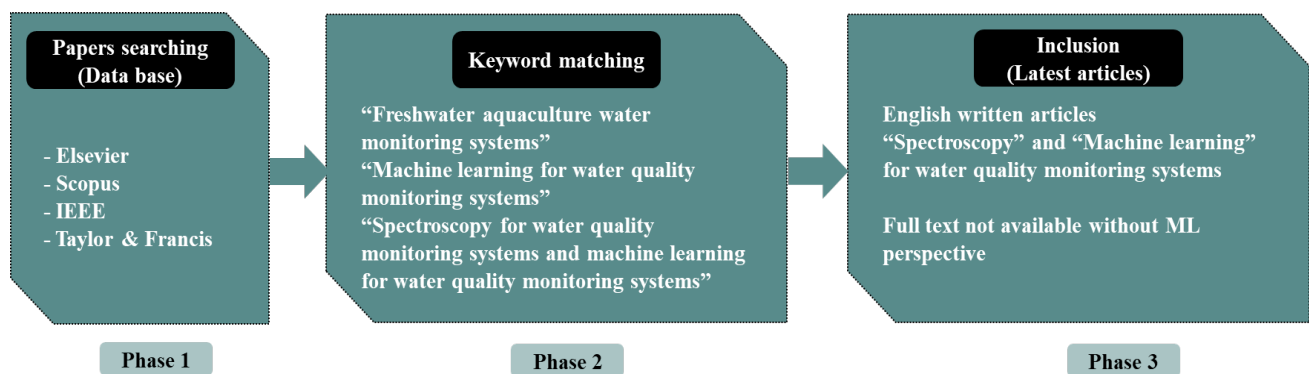 Papers searching
(Data base)
- Elsevier
- Scopus
- IEEE
- Taylor & Francis
Phase 1
Keyword matching
“Freshwater aquaculture water
monitoring systems”
“Machine learning for water quality
monitoring systems”
“Spectroscopy for water quality
monitoring systems and machine learning
for water quality monitoring systems”
Phase 2
Inclusion
(Latest articles)
English written articles
“Spectroscopy” and “Machine learning”
for water quality monitoring systems
Full text not available without ML
perspective
Phase 3